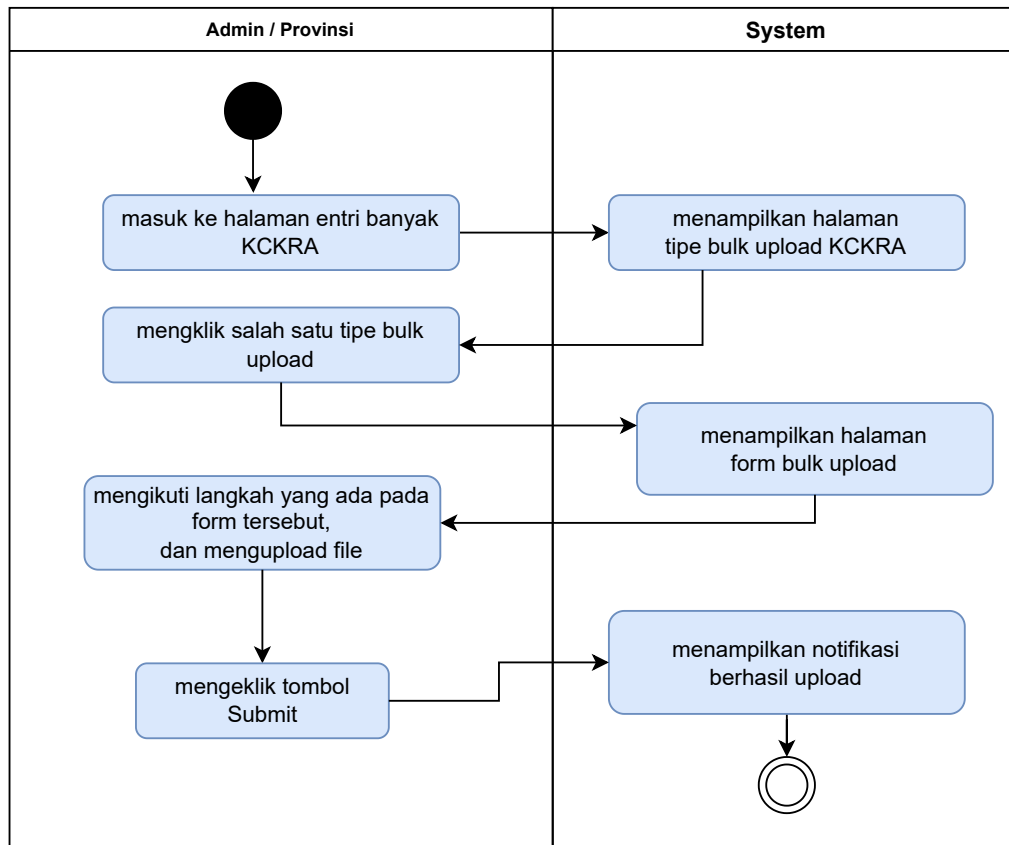 Admin / Provinsi
System
masuk ke halaman entri banyak
KCKRA
menampilkan halaman
tipe bulk upload KCKRA
mengklik salah satu tipe bulk
upload
menampilkan halaman
form bulk upload
mengikuti langkah yang ada pada
form tersebut,
dan mengupload file
menampilkan notifikasi
berhasil upload
mengeklik tombol
Submit